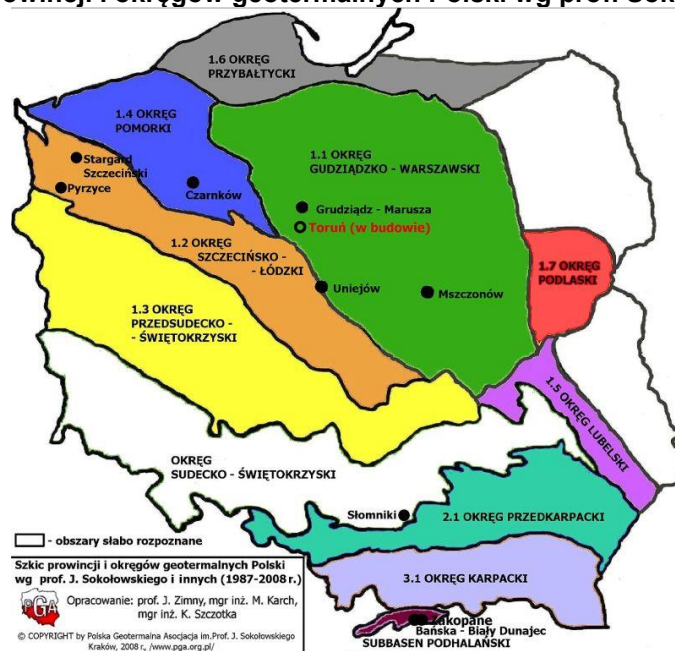 1.6 OKRĘG
PRZYBAŁTYCKI
1.4 OKRĘG
POMORKI
1.1 OKRĘG
GUDZIĄDZKO - WARSZAWSKI
Stargard
Szczeciński
Pyrzyce
Czarnków
Grudziądz - Marusza
Toruń (w budowie)
1.2 OKRĘG
SZCZECIŃSKO -
- ŁÓDZKI
1.7 OKRĘG
PODLASKI
Uniejów
Mszczonów
1.3 OKRĘG
PRZEDSUDECKO -
- ŚWIĘTOKRZYSKI
1.5 OKRĘG LUBELSKI
OKRĘG
SUDECKO - ŚWIĘTOKRZYSKI
Słomniki
2.1 OKRĘG PRZEDKARPACKI
- obszary słabo rozpoznane
3.1 OKRĘG KARPACKI
Szkic prowincji i okręgów geotermalnych Polski
wg prof. J. Sokołowskiego i innych (1987-2008 r.)
PGA
Opracowanie: prof. J. Zimny, mgr inż. M. Karch,
mgr inż. K. Szczotka
Zakopane
Bańska - Biały Dunajec
SUBBASEN PODHALAŃSKI
© COPYRIGHT by Polska Geotermalna Asocjacja im.Prof. J. Sokołowskiego
Kraków, 2008 r., /www.pga.org.pl/